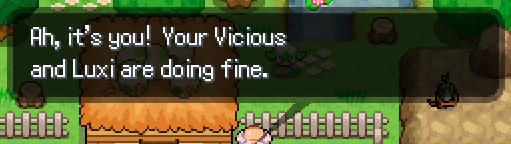 Ah, it's you! Your Vicious
and Luxi are doing fine.